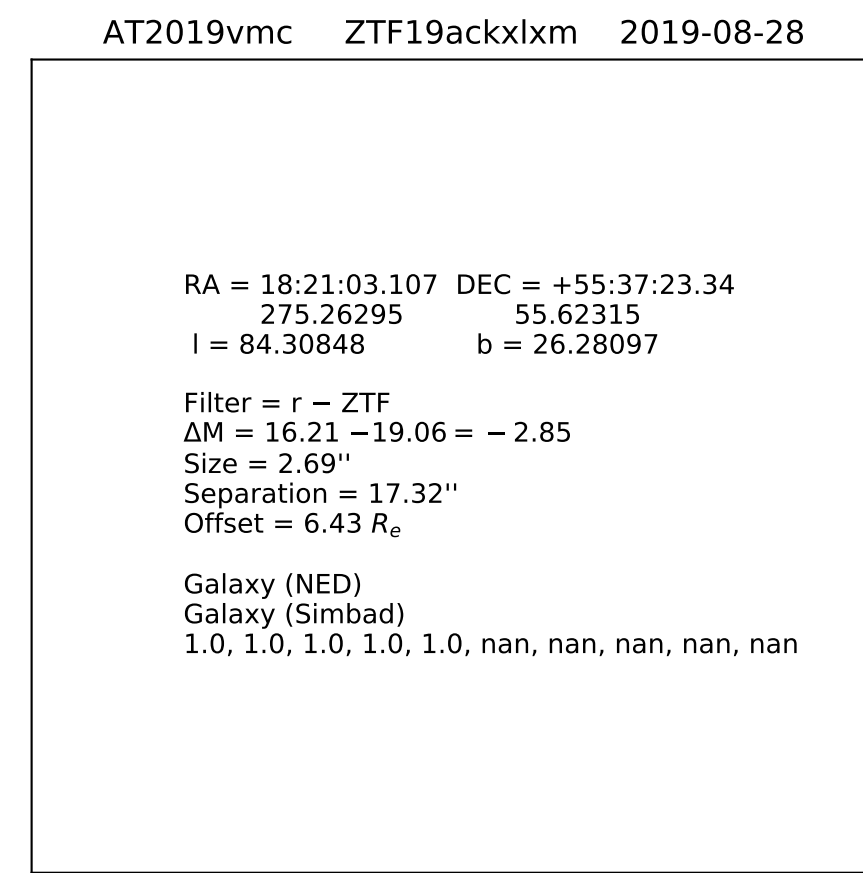 AT2019vmc ZTF19ackxlxm 2019-08-28
RA = 18:21:03.107 DEC = +55:37:23.34
275.26295 55.62315
l = 84.30848 b = 26.28097
Filter = r − ZTF
ΔM = 16.21 −19.06 = − 2.85
Size = 2.69''
Separation = 17.32''
Offset = 6.43 Re
Galaxy (NED)
Galaxy (Simbad)
1.0, 1.0, 1.0, 1.0, 1.0, nan, nan, nan, nan, nan